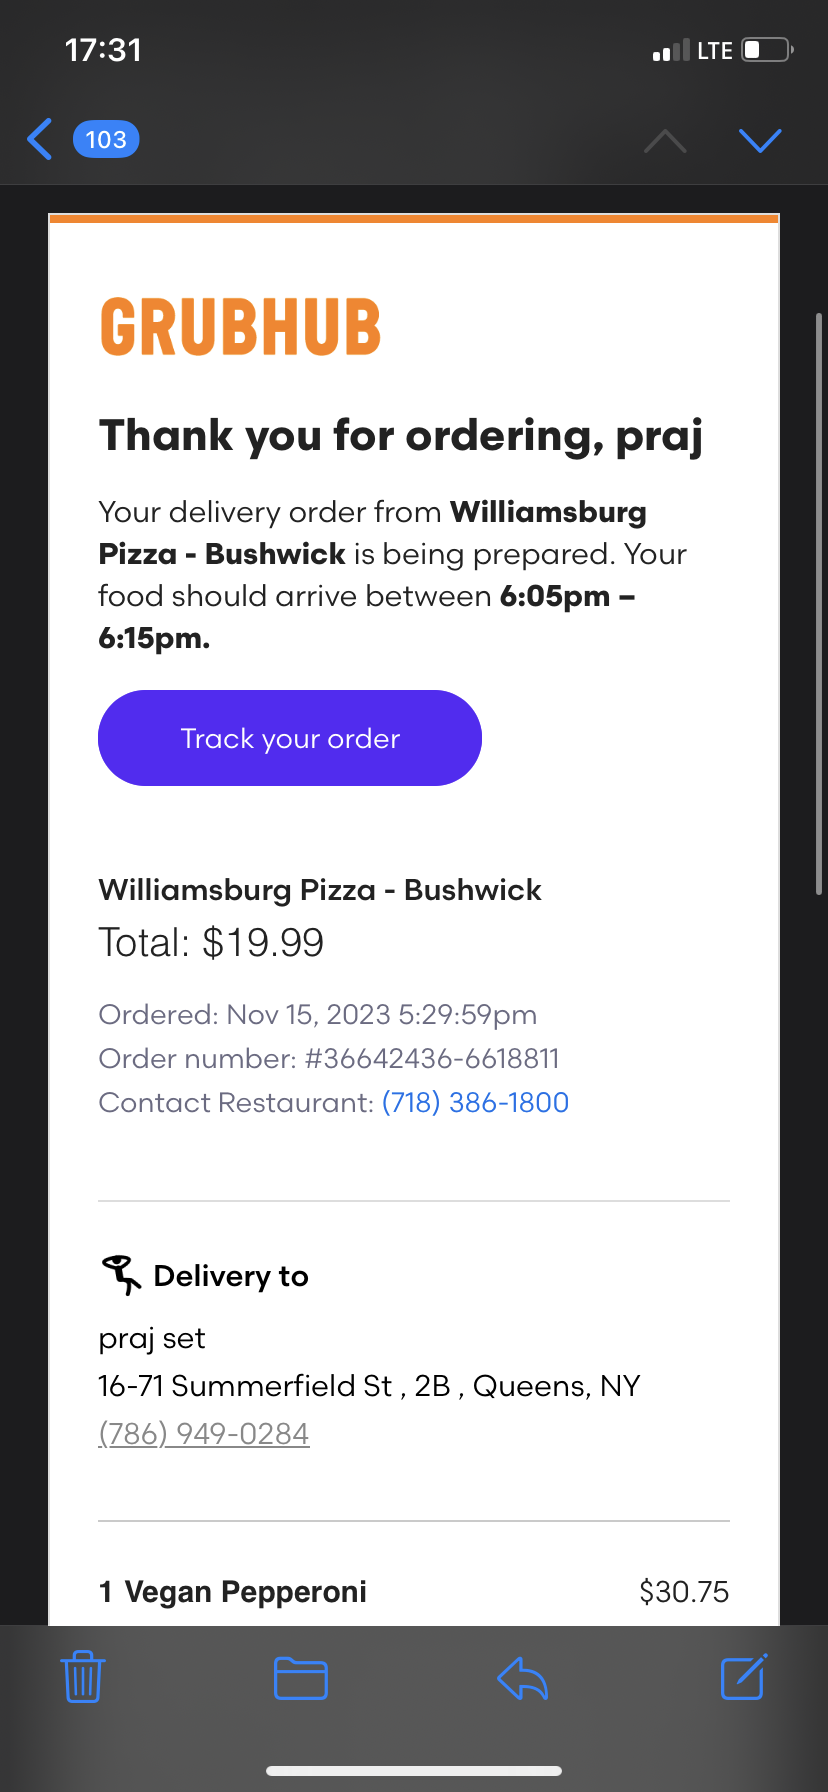 17:31
LTE
103
GRUBHUB
Thank you for ordering, praj
Your delivery order from Williamsburg
Pizza - Bushwick is being prepared. Your
food should arrive between 6:05pm –
6:15pm.
Track your order
Williamsburg Pizza - Bushwick
Total: $19.99
Ordered: Nov 15, 2023 5:29:59pm
Order number: #36642436-6618811
Contact Restaurant: (718) 386-1800
Delivery to
praj set
16-71 Summerfield St , 2B , Queens, NY
(786) 949-0284
1 Vegan Pepperoni $30.75